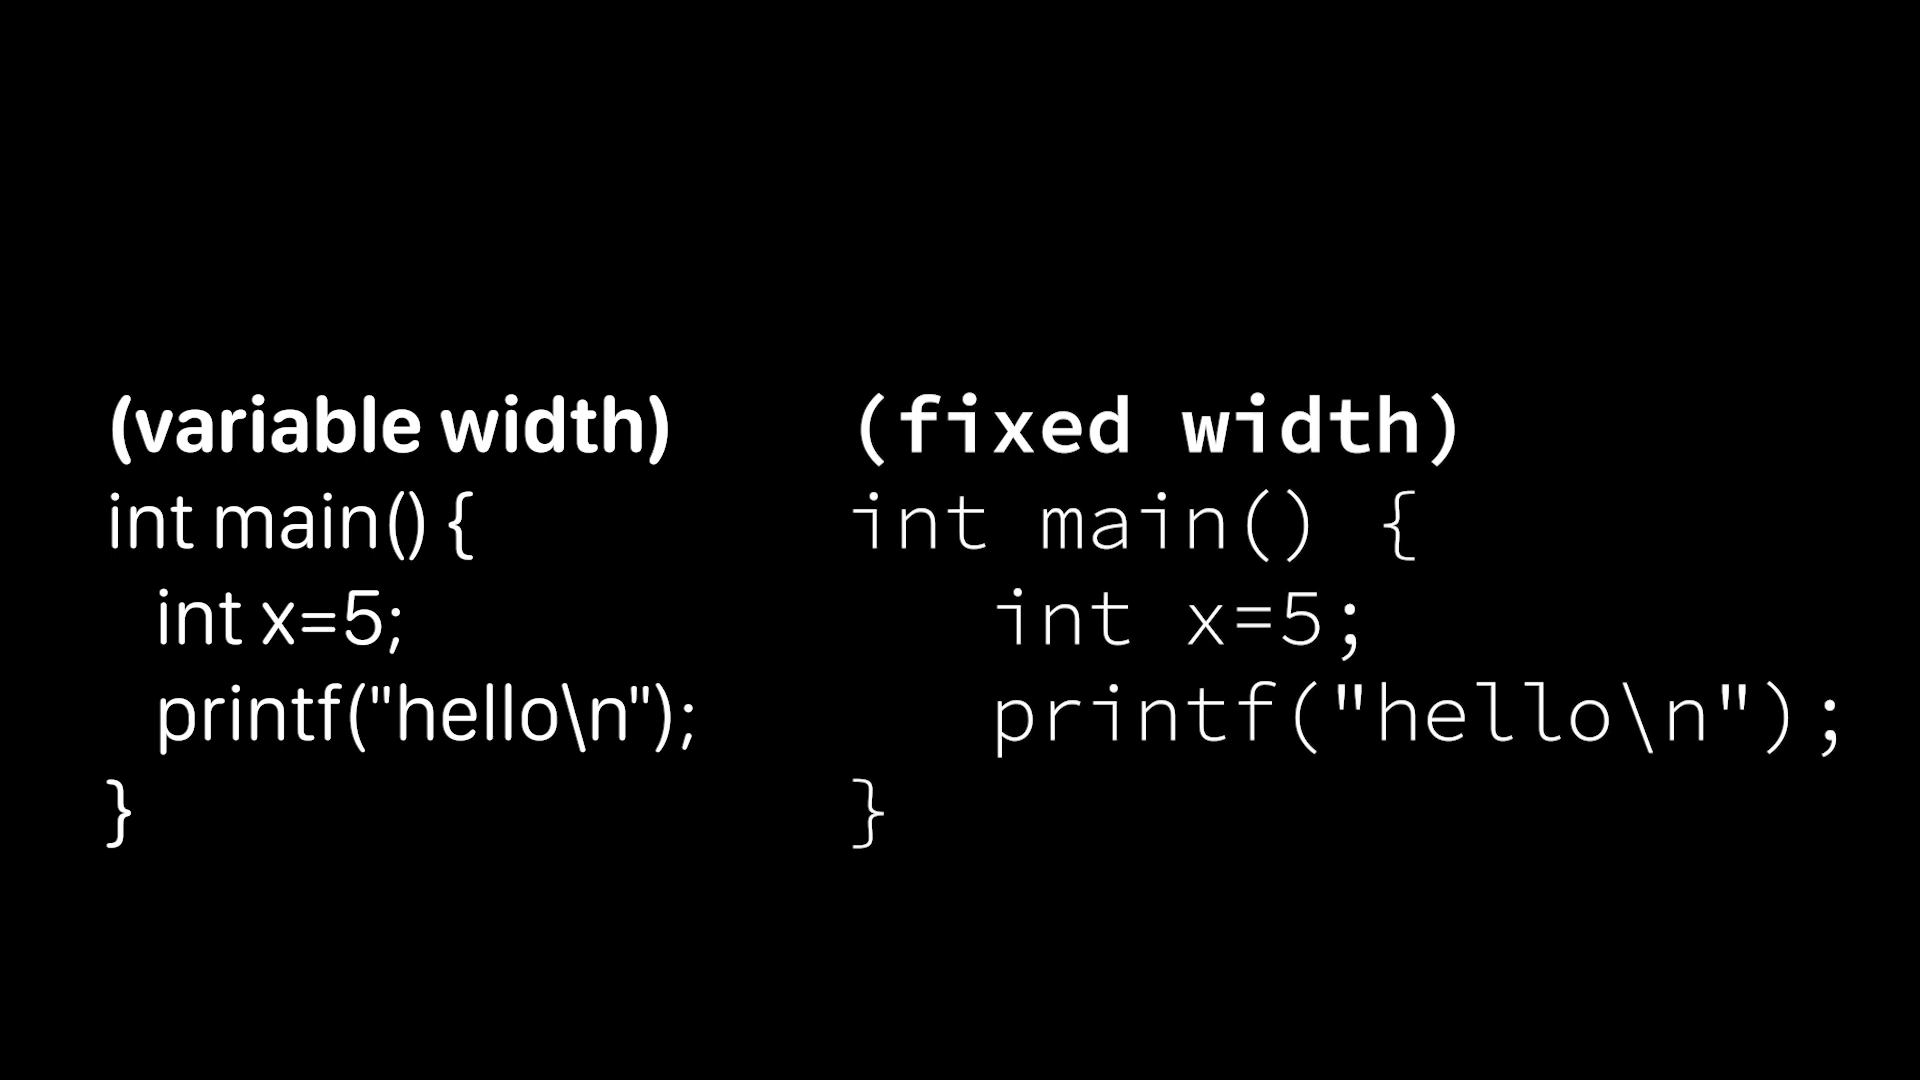 (variable width)
int main() {
   int x=5;
   printf("hello\n");
}
(fixed width)
int main() {
   int x=5;
   printf("hello\n");
}